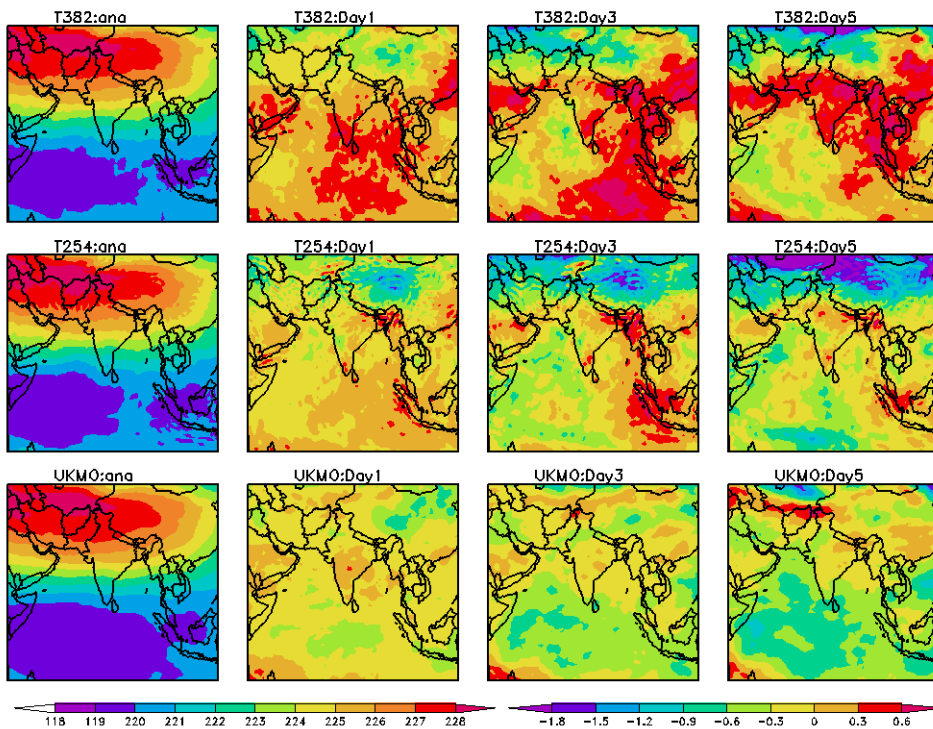 T382:ana T382:Day1 T382:Day3 T382:Day5
T254:ana T254:Day1 T254:Day3 T254:Day5
UKMO:ana UKMO:Day1 UKMO:Day3 UKMO:Day5
118 119 220 221 222 223 224 225 226 227 228 -1.8 -1.5 -1.2 -0.9 -0.6 -0.3 0 0.3 0.6